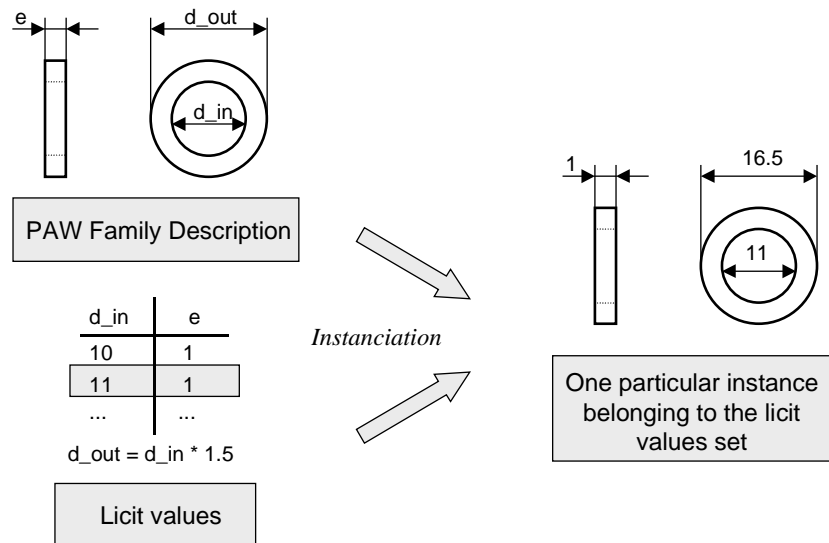 e
d_out
d_in
PAW Family Description
d_in e
10 1
11 1
... ...
d_out = d_in * 1.5
Licit values
Instanciation
1
16.5
11
One particular instance
belonging to the licit
values set